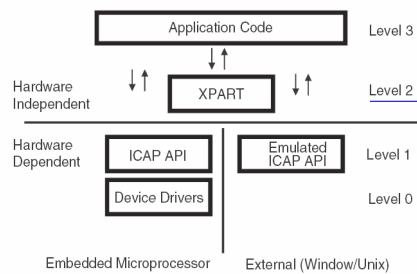 Application Code
Level 3
Hardware
Independent
XPART
Level 2
Hardware
Dependent
ICAP API
Emulated
ICAP API
Level 1
Device Drivers
Level 0
Embedded Microprocessor
External (Window/Unix)